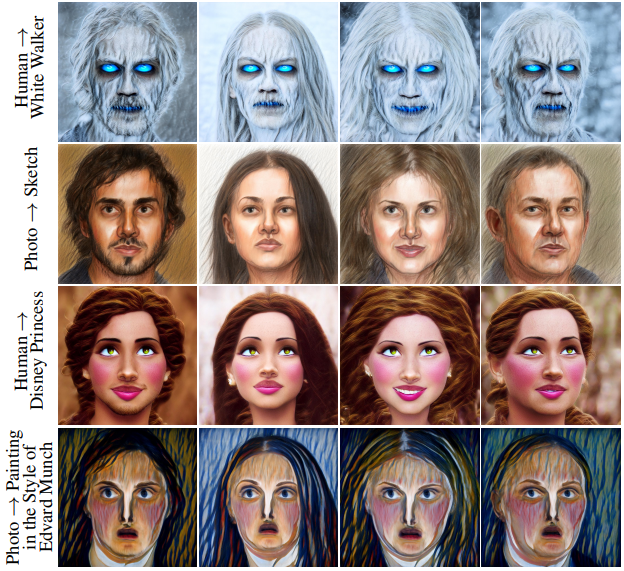 Human →
White Walker
Photo → Sketch
Human →
Disney Princess
Photo → Painting
in the Style of
Edvard Munch